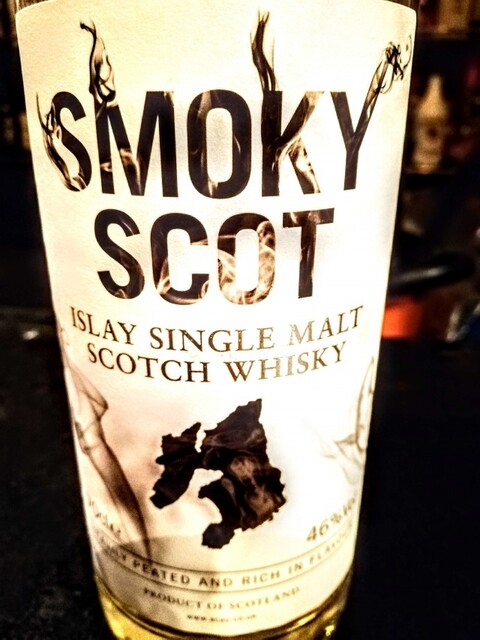 SMOKY
SCOT
ISLAY SINGLE MALT
SCOTCH WHISKY
46%
PEATED AND RICH IN FLAVOUR
PRODUCT OF SCOTLAND